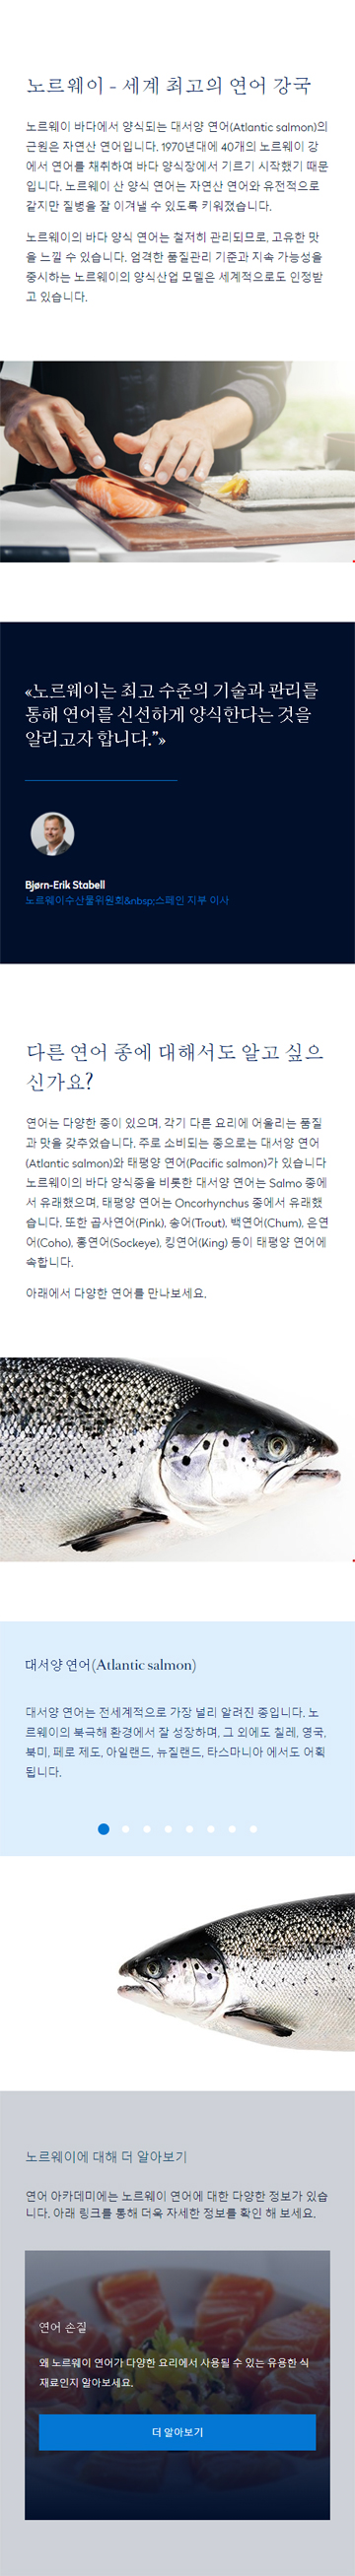 노르웨이 - 세계 최고의 연어 강국
노르웨이 바다에서 양식되는 대서양 연어(Atlantic salmon)의
근원은 자연산 연어입니다. 1970년대에 40개의 노르웨이 강
에서 연어를 채취하여 바다 양식장에서 기르기 시작했기 때문
입니다. 노르웨이 산 양식 연어는 자연산 연어와 유전적으로
같지만 질병을 잘 이겨낼 수 있도록 키워졌습니다.
노르웨이의 바다 양식 연어는 철저히 관리되므로, 고유한 맛
을 느낄 수 있습니다. 엄격한 품질관리 기준과 지속 가능성을
중시하는 노르웨이의 양식산업 모델은 세계적으로도 인정받
고 있습니다.
«노르웨이는 최고 수준의 기술과 관리를
통해 연어를 신선하게 양식한다는 것을
알리고자 합니다.”»
Bjørn-Erik Stabell
노르웨이수산물위원회&nbsp;스페인 지부 이사
다른 연어 종에 대해서도 알고 싶으
신가요?
연어는 다양한 종이 있으며, 각기 다른 요리에 어울리는 품질
과 맛을 갖추었습니다. 주로 소비되는 종으로는 대서양 연어
(Atlantic salmon)와 태평양 연어(Pacific salmon)가 있습니다
노르웨이의 바다 양식종을 비롯한 대서양 연어는 Salmo 종에
서 유래했으며, 태평양 연어는 Oncorhynchus 종에서 유래했
습니다. 또한 곱사연어(Pink), 송어(Trout), 백연어(Chum), 은연
어(Coho), 홍연어(Sockeye), 킹연어(King) 등이 태평양 연어에
속합니다.
아래에서 다양한 연어를 만나보세요.
대서양 연어(Atlantic salmon)
대서양 연어는 전세계적으로 가장 널리 알려진 종입니다. 노
르웨이의 북극해 환경에서 잘 성장하며, 그 외에도 칠레, 영국,
북미, 페로 제도, 아일랜드, 뉴질랜드, 타스마니아 에서도 어획
됩니다.
노르웨이에 대해 더 알아보기
연어 아카데미에는 노르웨이 연어에 대한 다양한 정보가 있습
니다. 아래 링크를 통해 더욱 자세한 정보를 확인 해 보세요.
연어 손질
왜 노르웨이 연어가 다양한 요리에서 사용될 수 있는 유용한 식
재료인지 알아보세요.
더 알아보기